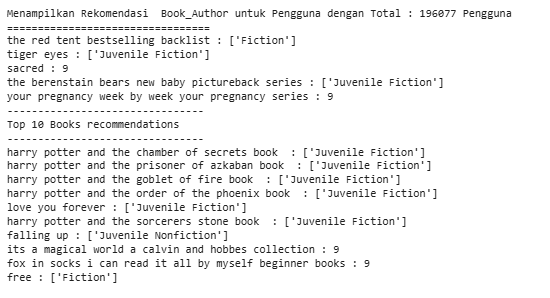 Menampilkan Rekomendasi  Book_Author untuk Pengguna dengan Total : 196077 Pengguna
================================
the red tent bestselling backlist : ['Fiction']
tiger eyes : ['Juvenile Fiction']
sacred : 9
the berenstain bears new baby pictureback series : ['Juvenile Fiction']
your pregnancy week by week your pregnancy series : 9
-------------------------------
Top 10 Books recommendations
-------------------------------
harry potter and the chamber of secrets book  : ['Juvenile Fiction']
harry potter and the prisoner of azkaban book  : ['Juvenile Fiction']
harry potter and the goblet of fire book  : ['Juvenile Fiction']
harry potter and the order of the phoenix book  : ['Juvenile Fiction']
love you forever : ['Juvenile Fiction']
harry potter and the sorcerers stone book  : ['Juvenile Fiction']
falling up : ['Juvenile Nonfiction']
its a magical world a calvin and hobbes collection : 9
fox in socks i can read it all by myself beginner books : 9
free : ['Fiction']